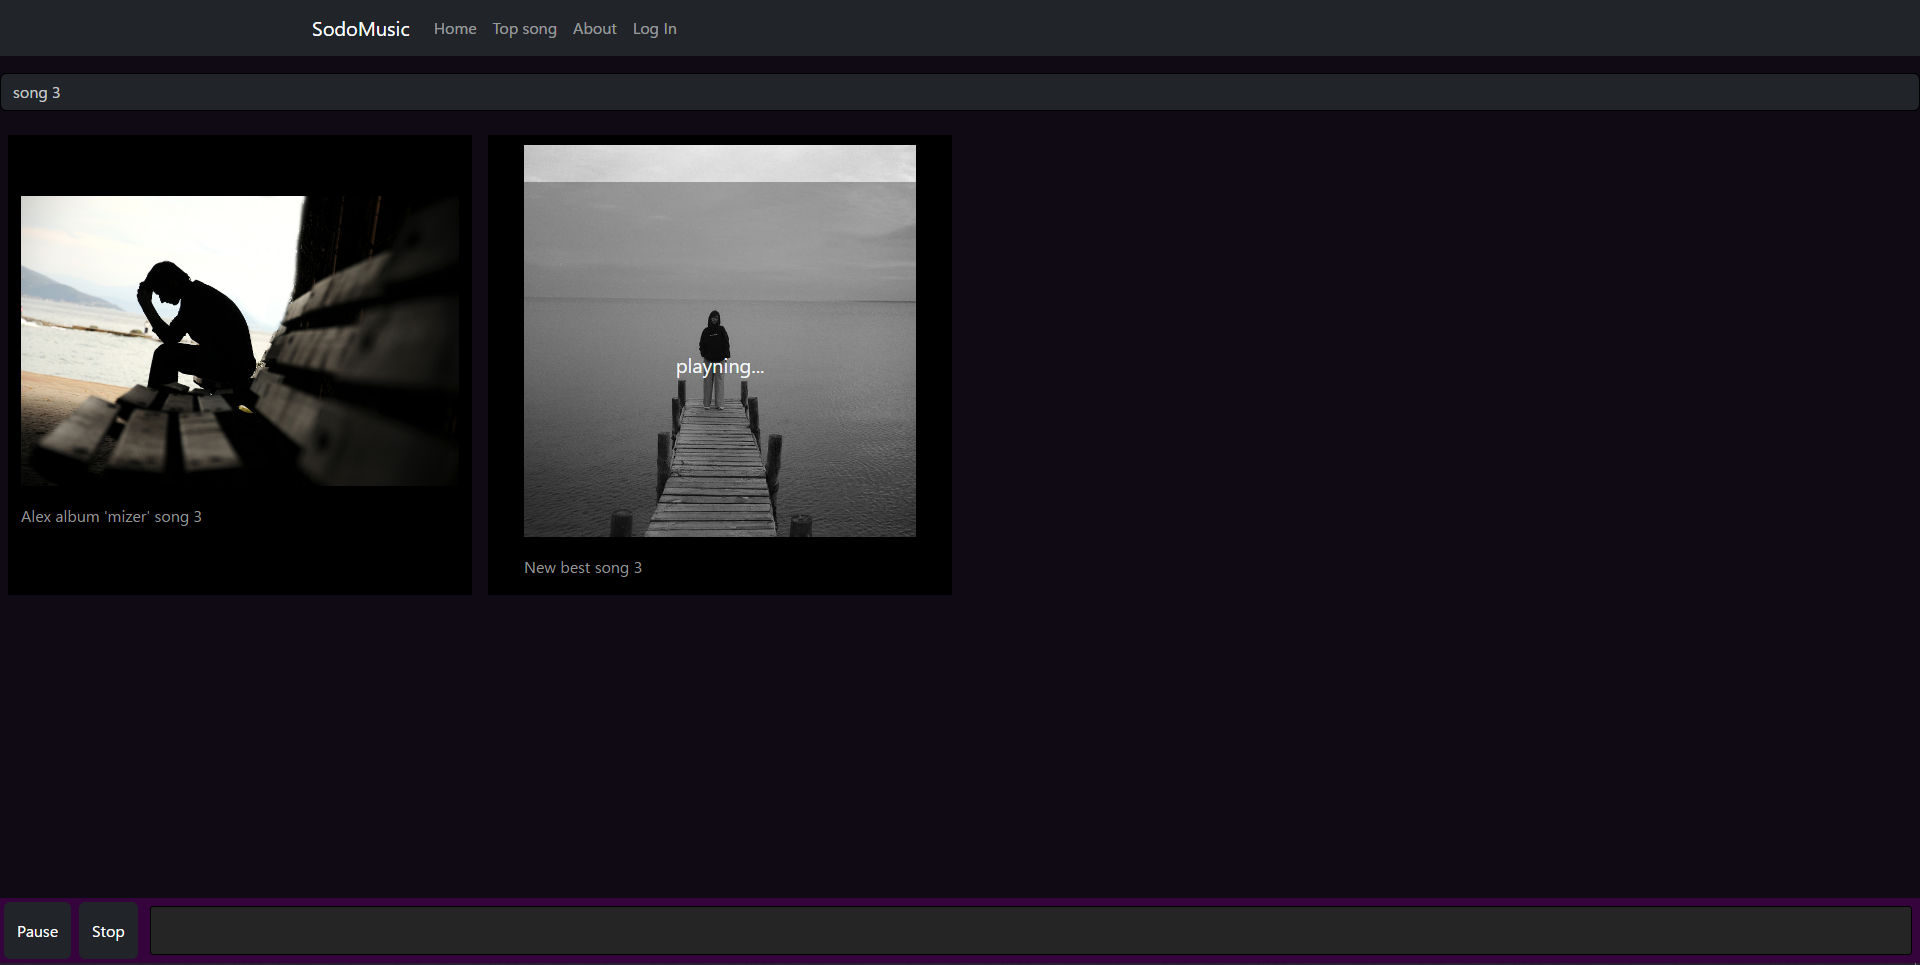 SodoMusic Home Top song About Log In
song 3
playning...
Alex album 'mizer' song 3
New best song 3
Pause Stop